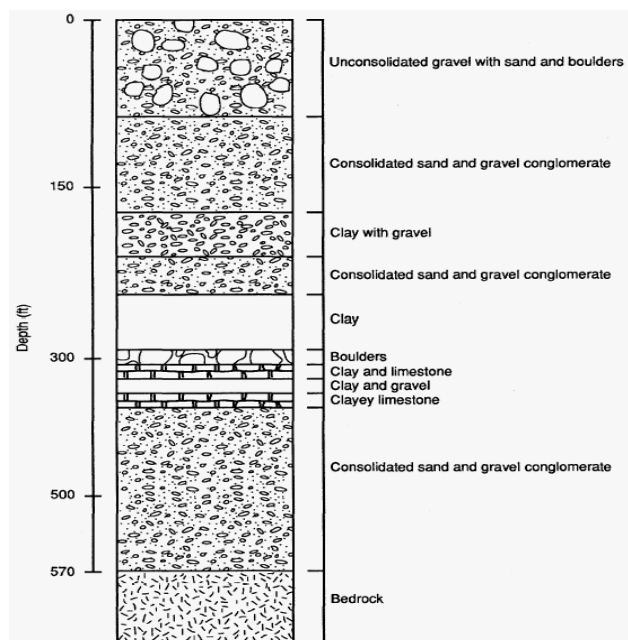 0
Unconsolidated gravel with sand and boulders
Consolidated sand and gravel conglomerate
150
Clay with gravel
Consolidated sand and gravel conglomerate
Clay
Depth (ft)
300
Boulders
Clay and limestone
Clay and gravel
Clayey limestone
Consolidated sand and gravel conglomerate
500
570
Bedrock